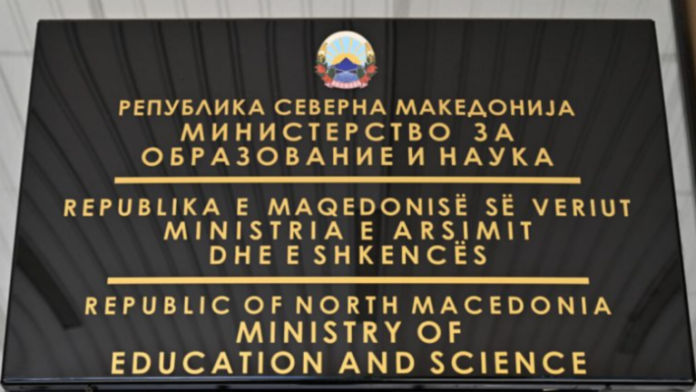 РЕПУБЛИКА СЕВЕРНА МАКЕДОНИЈА
МИНИСТЕРСТВО ЗА
ОБРАЗОВАНИЕ И НАУКА
REPUBLIKA E MAQEDONISË SË VERIUT
MINISTRIA E ARSIMIT
DHE E SHKENCËS
REPUBLIC OF NORTH MACEDONIA
MINISTRY OF
EDUCATION AND SCIENCE